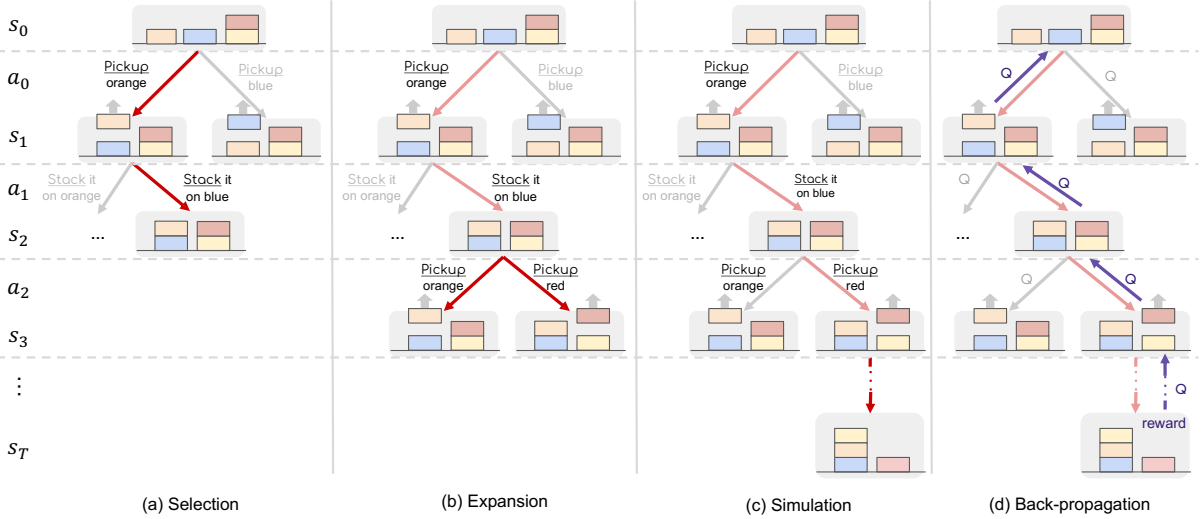 s₀
a₀
s₁
a₁
s₂
a₂
s₃
⋮
s_T
Pickup
orange
Pickup
blue
Stack it
on orange
Stack it
on blue
...
(a) Selection
Pickup
orange
Pickup
blue
Stack it
on orange
Stack it
on blue
...
Pickup
orange
Pickup
red
(b) Expansion
Pickup
orange
Pickup
blue
Stack it
on orange
Stack it
on blue
...
Pickup
orange
Pickup
red
(c) Simulation
Q
Q
Q
Q
...
Q
Q
Q
reward
(d) Back-propagation